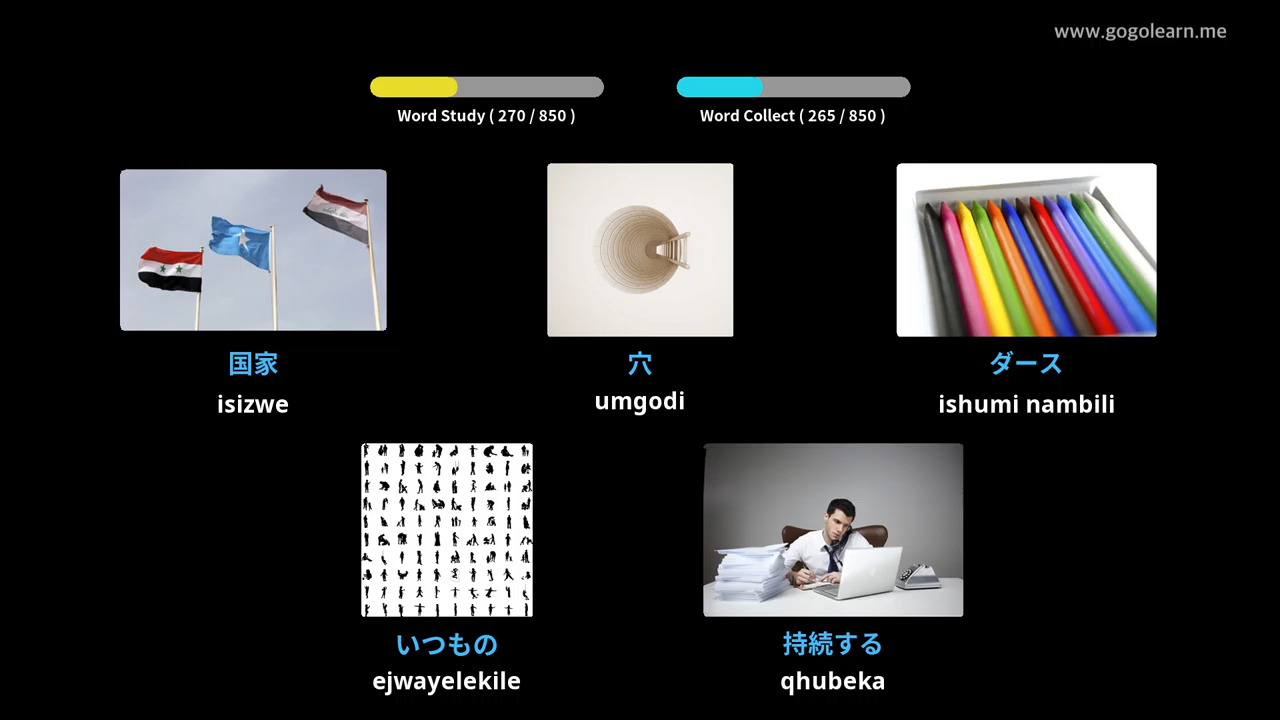 www.gogolearn.me
Word Study ( 270 / 850 )
Word Collect ( 265 / 850 )
国家
isizwe
穴
umgodi
ダース
ishumi nambili
いつもの
ejwayelekile
持続する
qhubeka